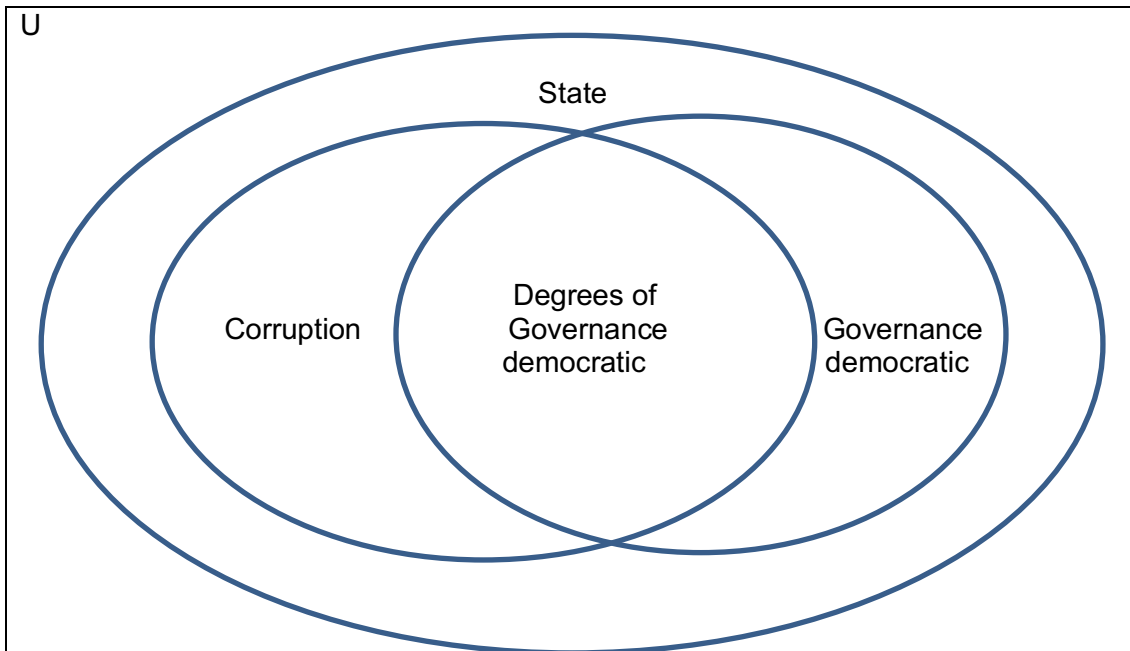 U
State
Corruption
Degrees of
Governance
democratic
Governance
democratic